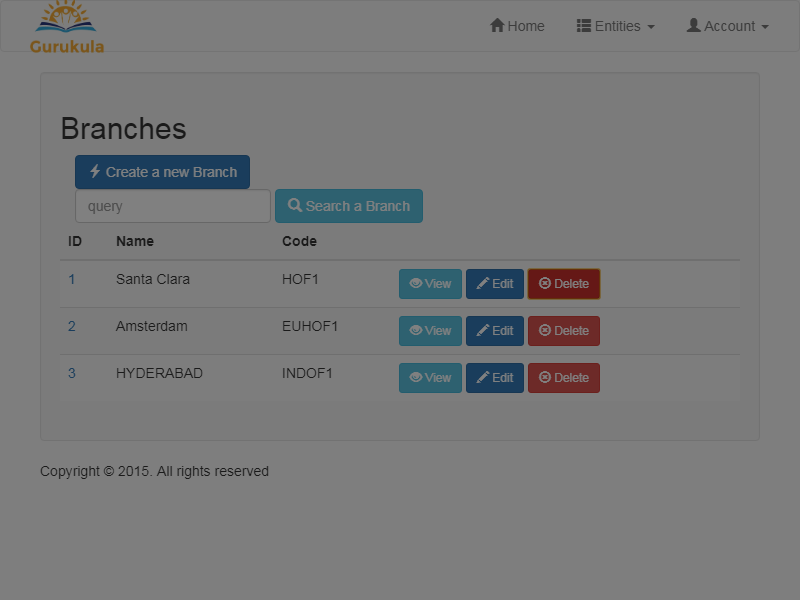 Gurukula
Home Entities Account
Branches
Create a new Branch
query Search a Branch
ID Name Code
1 Santa Clara HOF1 View Edit Delete
2 Amsterdam EUHOF1 View Edit Delete
3 HYDERABAD INDOF1 View Edit Delete
Copyright © 2015. All rights reserved